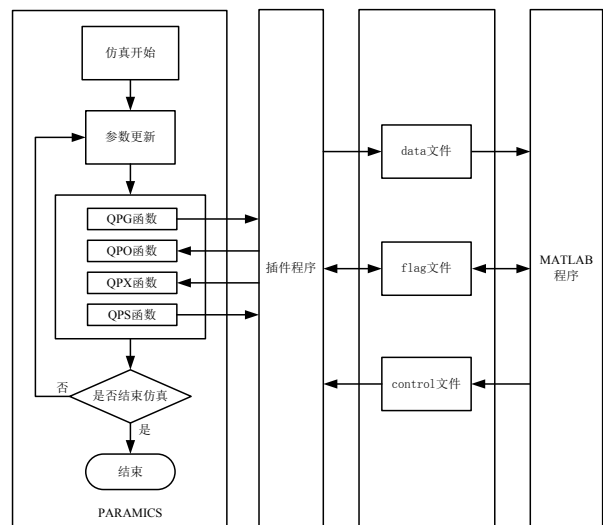 仿真开始
参数更新
QPG函数
QPO函数
QPX函数
QPS函数
否
是否结束仿真
是
结束
PARAMICS
插件程序
data文件
flag文件
control文件
MATLAB
程序